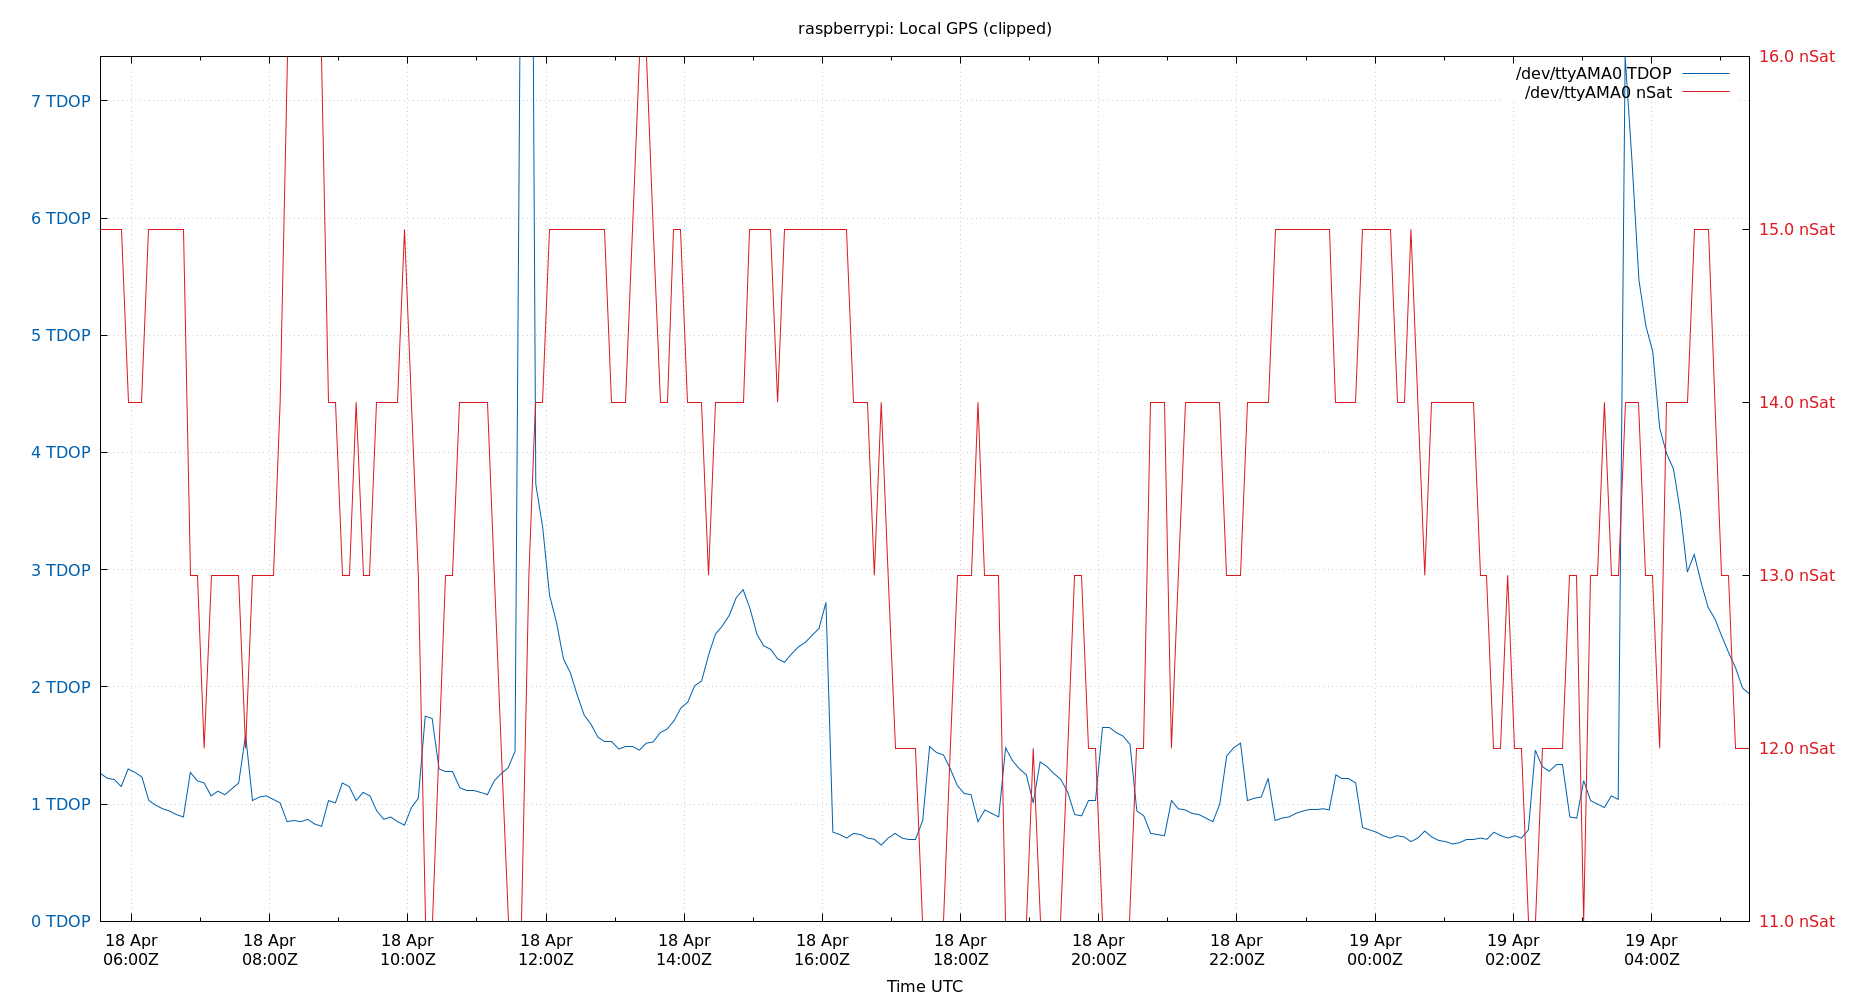 raspberrypi: Local GPS (clipped)
/dev/ttyAMA0 TDOP
/dev/ttyAMA0 nSat
7 TDOP
6 TDOP
5 TDOP
4 TDOP
3 TDOP
2 TDOP
1 TDOP
0 TDOP
16.0 nSat
15.0 nSat
14.0 nSat
13.0 nSat
12.0 nSat
11.0 nSat
18 Apr 18 Apr 18 Apr 18 Apr 18 Apr 18 Apr 18 Apr 18 Apr 18 Apr 19 Apr 19 Apr 19 Apr
06:00Z 08:00Z 10:00Z 12:00Z 14:00Z 16:00Z 18:00Z 20:00Z 22:00Z 00:00Z 02:00Z 04:00Z
Time UTC